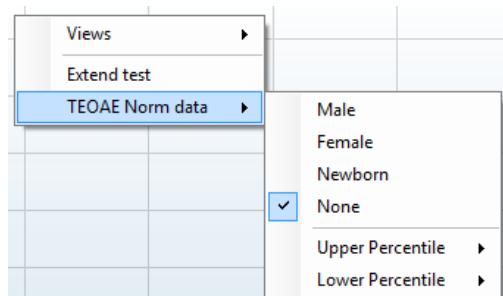 Views
Extend test
TEOAE Norm data
Male
Female
Newborn
None
Upper Percentile
Lower Percentile